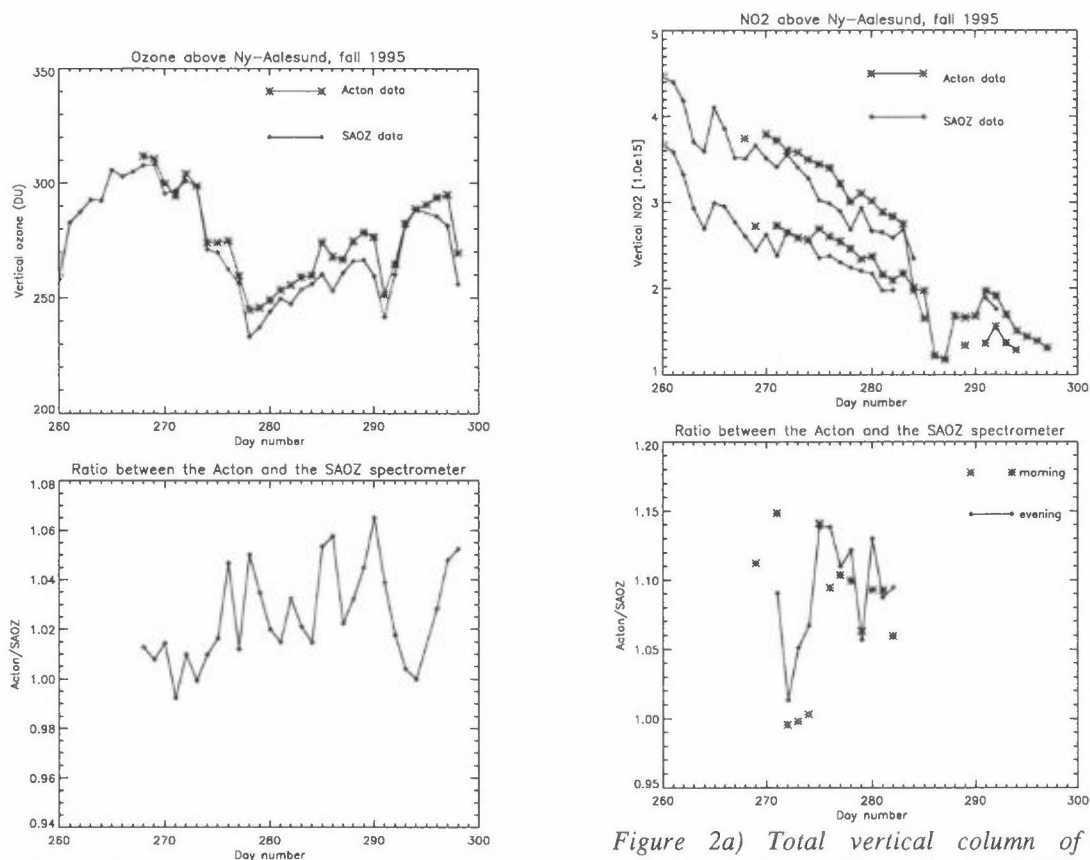 Ozone above Ny-Aalesund, fall 1995
350
300
250
200
Vertical ozone (DU)
Acton data
SAOZ data
260 270 280 290 300
Day number
Ratio between the Acton and the SAOZ spectrometer
1.08
1.06
1.04
1.02
1.00
0.98
0.96
0.94
Acton/SAOZ
260 270 280 290 300
Day number
NO2 above Ny-Aalesund, fall 1995
5
4
3
2
1
Vertical NO2 [1.0e15]
Acton data
SAOZ data
260 270 280 290 300
Day number
Ratio between the Acton and the SAOZ spectrometer
1.20
1.15
1.10
1.05
1.00
0.95
Acton/SAOZ
morning
evening
260 270 280 290 300
Day number
Figure 2a) Total vertical column of